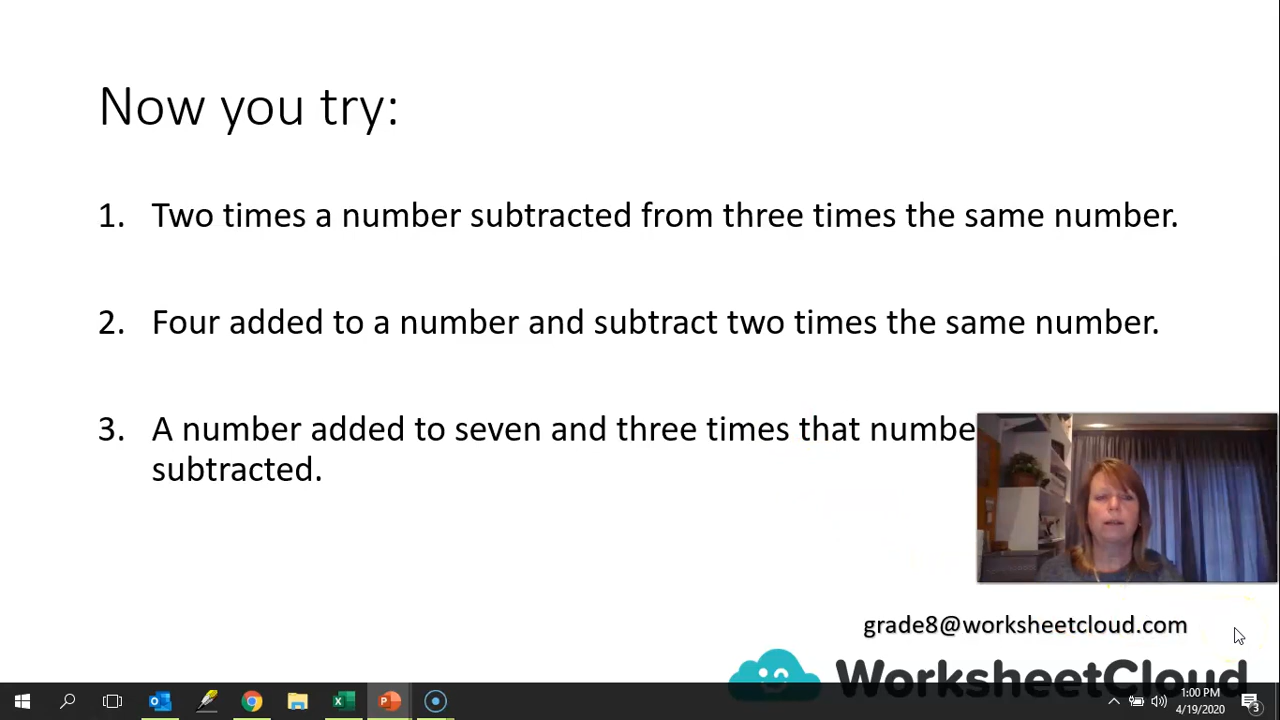 Now you try:
1. Two times a number subtracted from three times the same number.
2. Four added to a number and subtract two times the same number.
3. A number added to seven and three times that numbe
subtracted.
grade8@worksheetcloud.com
WorksheetCloud
1:00 PM
4/19/2020
3